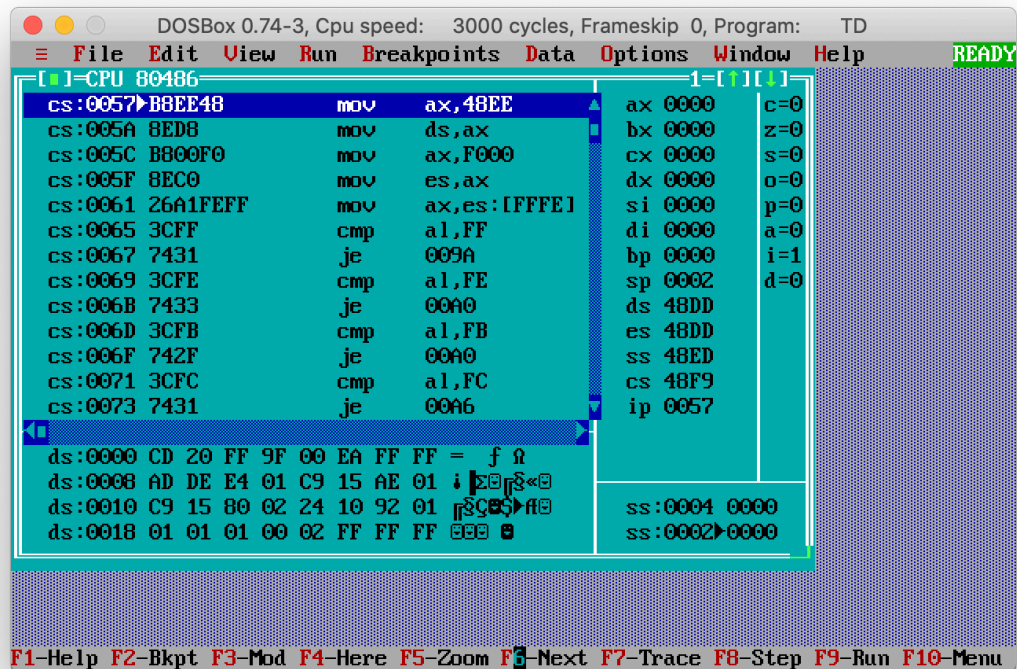 DOSBox 0.74-3, Cpu speed: 3000 cycles, Frameskip 0, Program: TD
≡ File Edit View Run Breakpoints Data Options Window Help READY
[■]=CPU 80486 1=[↑][↓]
cs:0057►B8EE48 mov ax,48EE ax 0000 c=0
cs:005A 8ED8 mov ds,ax bx 0000 z=0
cs:005C B800F0 mov ax,F000 cx 0000 s=0
cs:005F 8EC0 mov es,ax dx 0000 o=0
cs:0061 26A1FEFF mov ax,es:[FFFE] si 0000 p=0
cs:0065 3CFF cmp al,FF di 0000 a=0
cs:0067 7431 je 009A bp 0000 i=1
cs:0069 3CFE cmp al,FE sp 0002 d=0
cs:006B 7433 je 00A0 ds 48DD
cs:006D 3CFB cmp al,FB es 48DD
cs:006F 742F je 00A0 ss 48ED
cs:0071 3CFC cmp al,FC cs 48F9
cs:0073 7431 je 00A6 ip 0057
ds:0000 CD 20 FF 9F 00 EA FF FF = ƒ Ω
ds:0008 AD DE E4 01 C9 15 AE 01 ¡▐Σ☺╔§«☺
ds:0010 C9 15 80 02 24 10 92 01 ╔§Ç☻$►Æ☺ ss:0004 0000
ds:0018 01 01 01 00 02 FF FF FF ☺☺☺ ☻ ss:0002►0000
F1-Help F2-Bkpt F3-Mod F4-Here F5-Zoom F6-Next F7-Trace F8-Step F9-Run F10-Menu